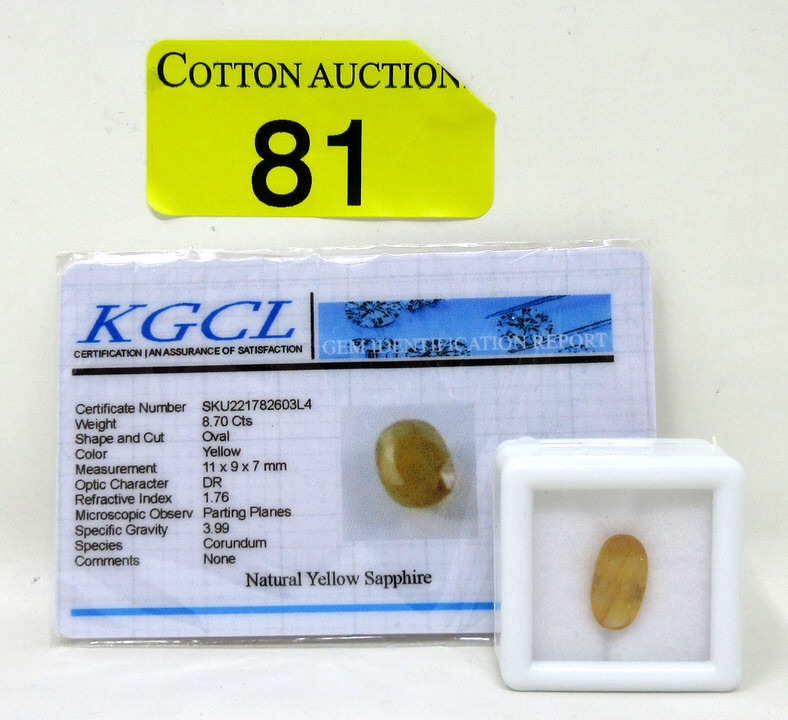 COTTON AUCTION
81
KGCL
CERTIFICATION | AN ASSURANCE OF SATISFACTION
GEM IDENTIFICATION REPORT
Certificate Number SKU221782603L4
Weight 8.70 Cts
Shape and Cut Oval
Color Yellow
Measurement 11 x 9 x 7 mm
Optic Character DR
Refractive Index 1.76
Microscopic Observ Parting Planes
Specific Gravity 3.99
Species Corundum
Comments None
Natural Yellow Sapphire